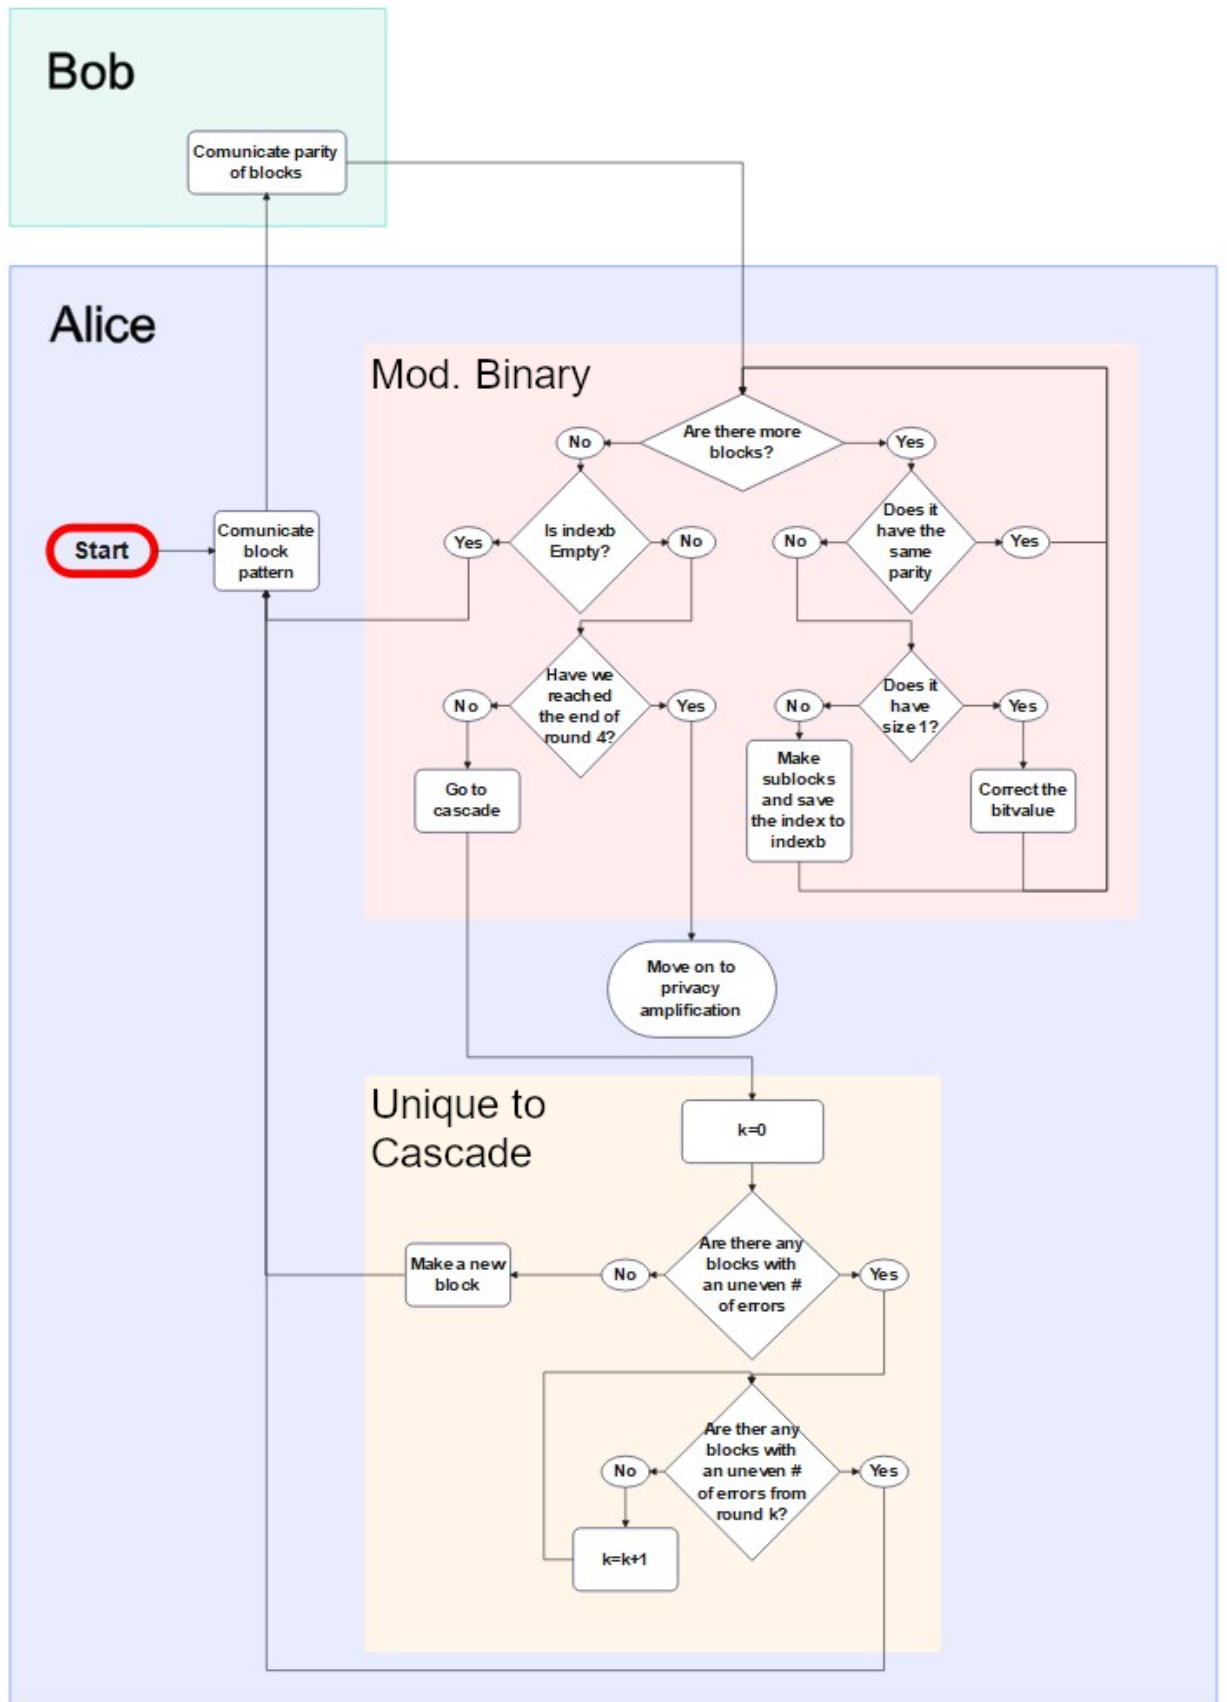 Bob
Comunicate parity
of blocks
Alice
Mod. Binary
Are there more
blocks?
No
Yes
Is indexb
Empty?
Does it
have the
same
parity
Yes
No
No
Yes
Start
Comunicate
block
pattern
Have we
reached
the end of
round 4?
Does it
have
size 1?
No
Yes
No
Yes
Go to
cascade
Make
sublocks
and save
the index to
indexb
Correct the
bitvalue
Move on to
privacy
amplification
Unique to
Cascade
k=0
Are there any
blocks with
an uneven #
of errors
No
Yes
Make a new
block
Are ther any
blocks with
an uneven #
of errors from
round k?
No
Yes
k=k+1